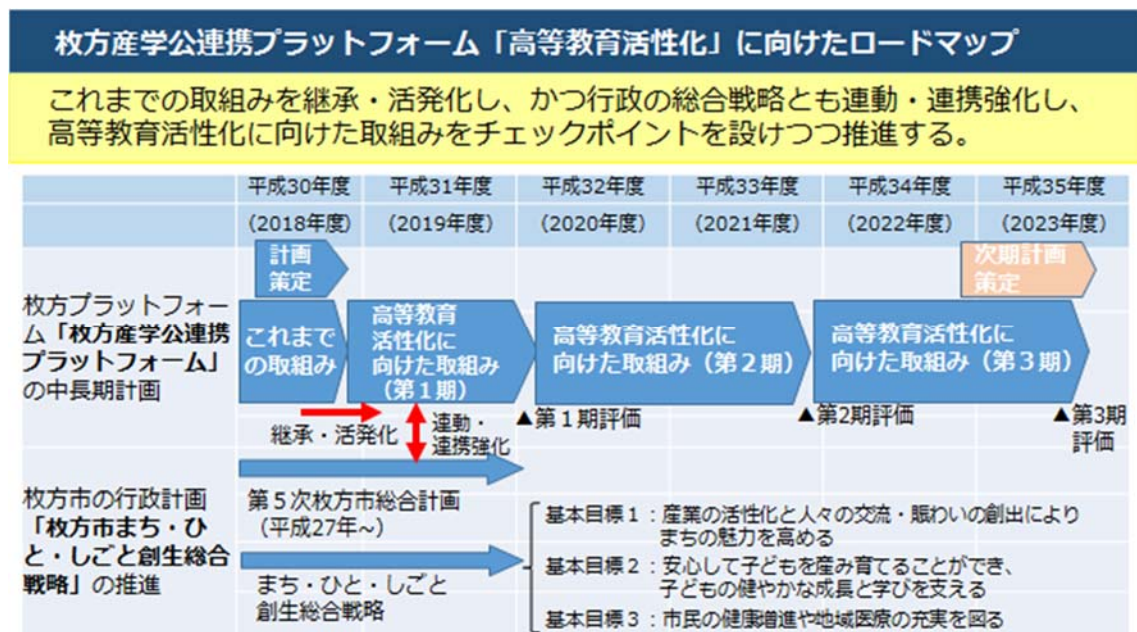 枚方産学公連携プラットフォーム「高等教育活性化」に向けたロードマップ
これまでの取組みを継承・活発化し、かつ行政の総合戦略とも連動・連携強化し、
高等教育活性化に向けた取組みをチェックポイントを設けつつ推進する。
平成30年度 平成31年度 平成32年度 平成33年度 平成34年度 平成35年度
(2018年度) (2019年度) (2020年度) (2021年度) (2022年度) (2023年度)
計画
策定
次期計画
策定
枚方プラットフォー
ム「枚方産学公連携
プラットフォーム」
の中長期計画
これまで
の取組み
高等教育
活性化に
向けた取組み
(第１期)
高等教育活性化に
向けた取組み（第２期）
高等教育活性化に
向けた取組み（第３期）
継承・活発化
連動・
連携強化
▲第１期評価
▲第2期評価
▲第3期
評価
枚方市の行政計画
「枚方市まち・ひ
と・しごと創生総合
戦略」の推進
第５次枚方市総合計画
（平成27年～）
まち・ひと・しごと
創生総合戦略
基本目標１：産業の活性化と人々の交流・賑わいの創出により
まちの魅力を高める
基本目標２：安心して子どもを産み育てることができ、
子どもの健やかな成長と学びを支える
基本目標３：市民の健康増進や地域医療の充実を図る